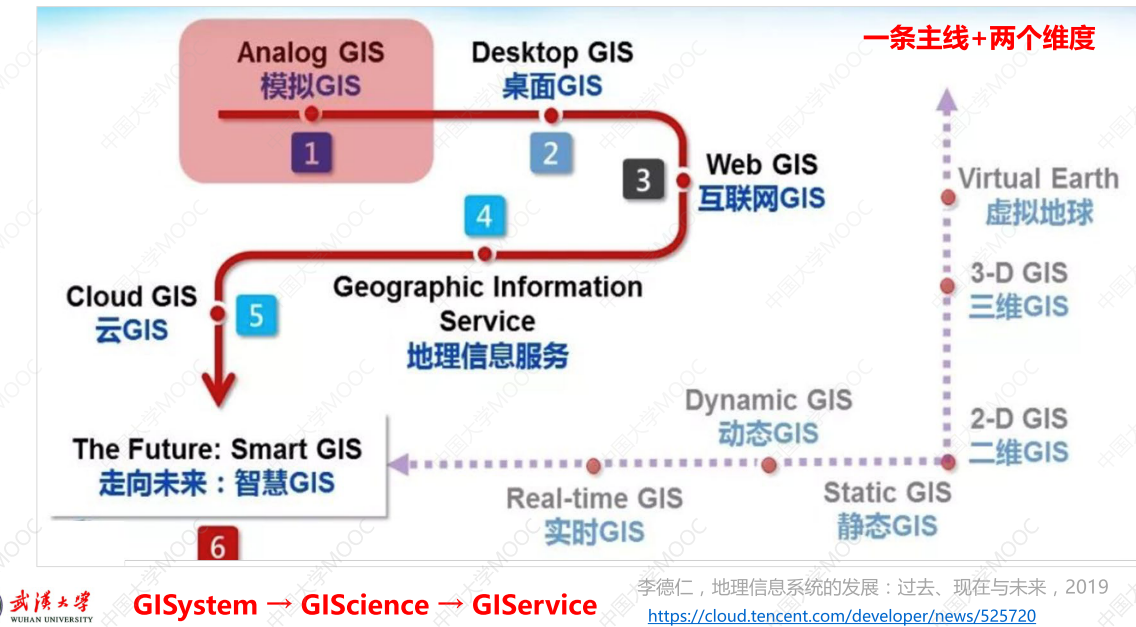 一条主线+两个维度
Analog GIS
模拟GIS
1
Desktop GIS
桌面GIS
2
3
Web GIS
互联网GIS
4
Geographic Information
Service
地理信息服务
Cloud GIS
云GIS
5
The Future: Smart GIS
走向未来：智慧GIS
6
Virtual Earth
虚拟地球
3-D GIS
三维GIS
2-D GIS
二维GIS
Dynamic GIS
动态GIS
Real-time GIS
实时GIS
Static GIS
静态GIS
武汉大学
WUHAN UNIVERSITY
GISystem → GIScience → GIService
李德仁，地理信息系统的发展：过去、现在与未来，2019
https://cloud.tencent.com/developer/news/525720
中国大学MOOC